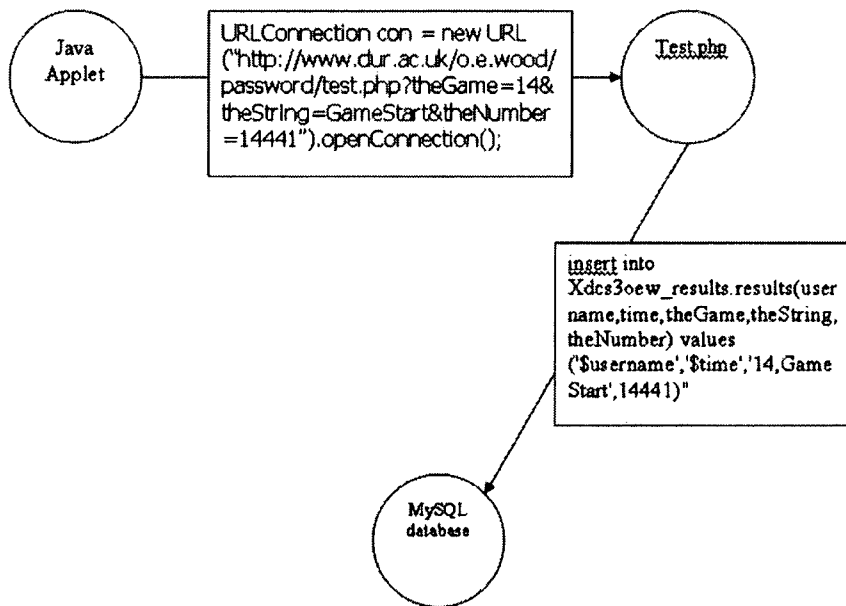 Java
Applet
URLConnection con = new URL
("http://www.dur.ac.uk/o.e.wood/
password/test.php?theGame=14&
theString=GameStart&theNumber
=14441").openConnection();
Test.php
insert into
Xdcs3oew_results.results(user
name,time,theGame,theString,
theNumber) values
('$username','$time','14,Game
Start',14441)"
MySQL
database